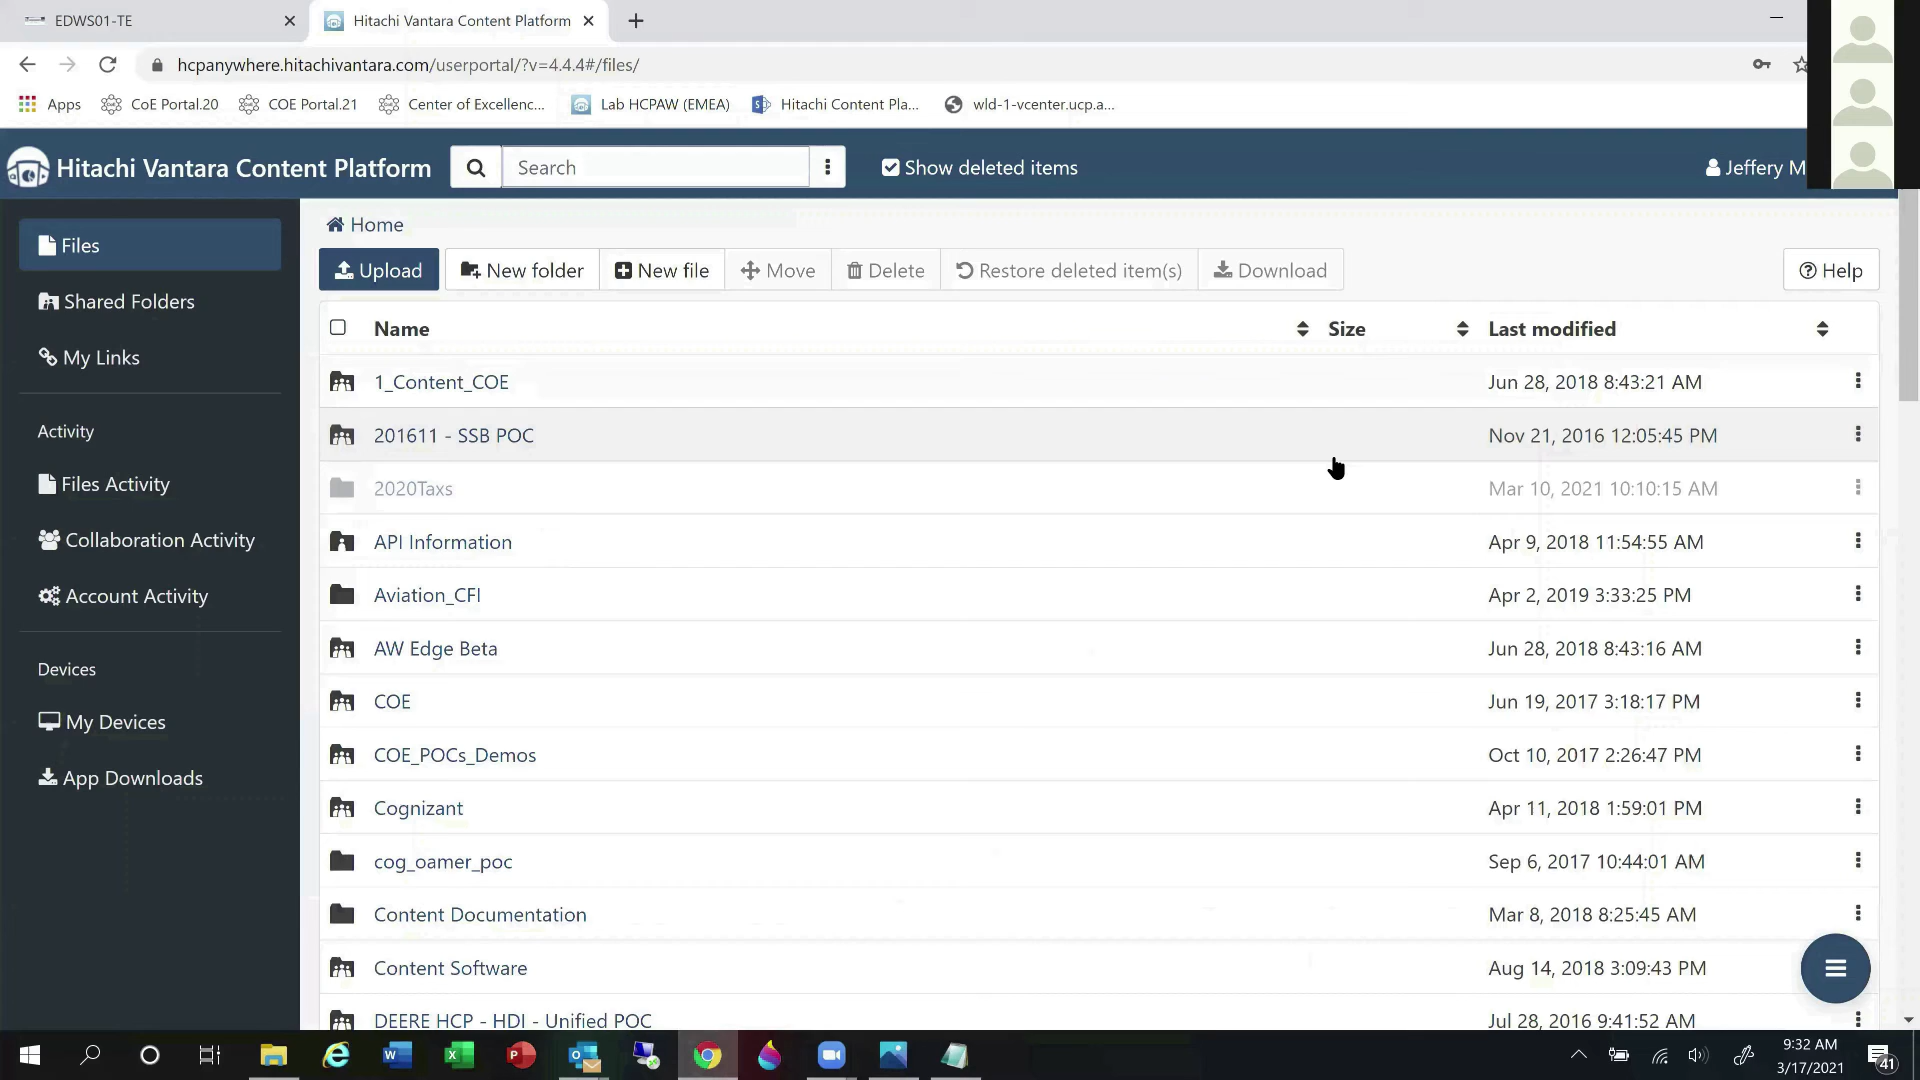 EDWS01-TE
Hitachi Vantara Content Platform
hcpanywhere.hitachivantara.com/userportal/?v=4.4.4#/files/
Apps
CoE Portal.20
COE Portal.21
Center of Excellenc...
Lab HCPAW (EMEA)
Hitachi Content Pla...
wld-1-vcenter.ucp.a...
Hitachi Vantara Content Platform
Search
Show deleted items
Jeffery M
Files
Shared Folders
My Links
Activity
Files Activity
Collaboration Activity
Account Activity
Devices
My Devices
App Downloads
Home
Upload
New folder
New file
Move
Delete
Restore deleted item(s)
Download
Help
Name Size Last modified
1_Content_COE Jun 28, 2018 8:43:21 AM
201611 - SSB POC Nov 21, 2016 12:05:45 PM
2020Taxs Mar 10, 2021 10:10:15 AM
API Information Apr 9, 2018 11:54:55 AM
Aviation_CFI Apr 2, 2019 3:33:25 PM
AW Edge Beta Jun 28, 2018 8:43:16 AM
COE Jun 19, 2017 3:18:17 PM
COE_POCs_Demos Oct 10, 2017 2:26:47 PM
Cognizant Apr 11, 2018 1:59:01 PM
cog_oamer_poc Sep 6, 2017 10:44:01 AM
Content Documentation Mar 8, 2018 8:25:45 AM
Content Software Aug 14, 2018 3:09:43 PM
DEERE HCP - HDI - Unified POC Jul 28, 2016 9:41:52 AM
9:32 AM
3/17/2021
41